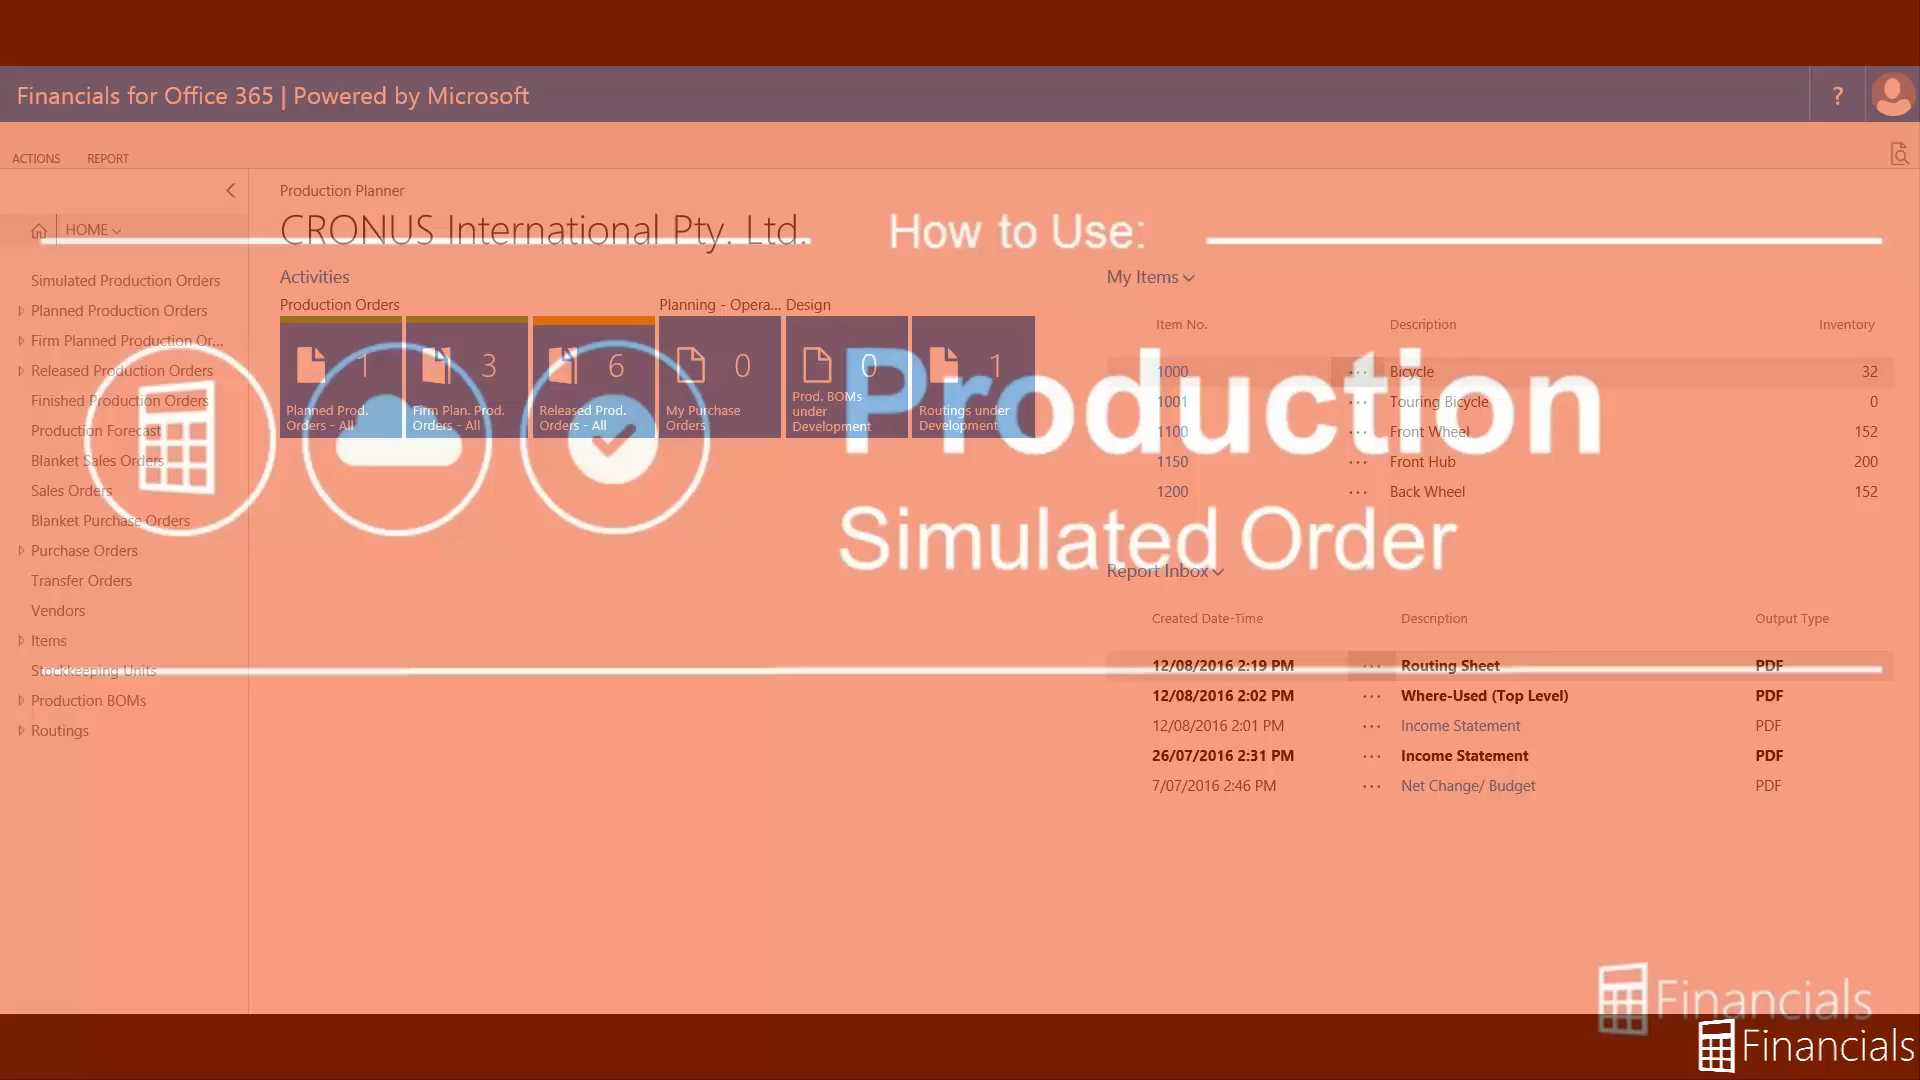 Financials for Office 365 | Powered by Microsoft
?
ACTIONS REPORT
Production Planner
HOME
CRONUS International Pty. Ltd.
How to Use:
Simulated Production Orders
Planned Production Orders
Firm Planned Production Or...
Released Production Orders
Finished Production Orders
Production Forecast
Blanket Sales Orders
Sales Orders
Blanket Purchase Orders
Purchase Orders
Transfer Orders
Vendors
Items
Stockkeeping Units
Production BOMs
Routings
Activities
Production Orders
Planning - Opera... Design
1
Planned Prod.
Orders - All
3
Firm Plan. Prod.
Orders - All
6
Released Prod.
Orders - All
0
My Purchase
Orders
0
Prod. BOMs
under
Development
1
Routings under
Development
Production
Simulated Order
My Items
Item No. Description Inventory
1000 ... Bicycle 32
1001 ... Touring Bicycle 0
1100 ... Front Wheel 152
1150 ... Front Hub 200
1200 ... Back Wheel 152
Report Inbox
Created Date-Time Description Output Type
12/08/2016 2:19 PM ... Routing Sheet PDF
12/08/2016 2:02 PM ... Where-Used (Top Level) PDF
12/08/2016 2:01 PM ... Income Statement PDF
26/07/2016 2:31 PM ... Income Statement PDF
7/07/2016 2:46 PM ... Net Change/ Budget PDF
Financials
Financials